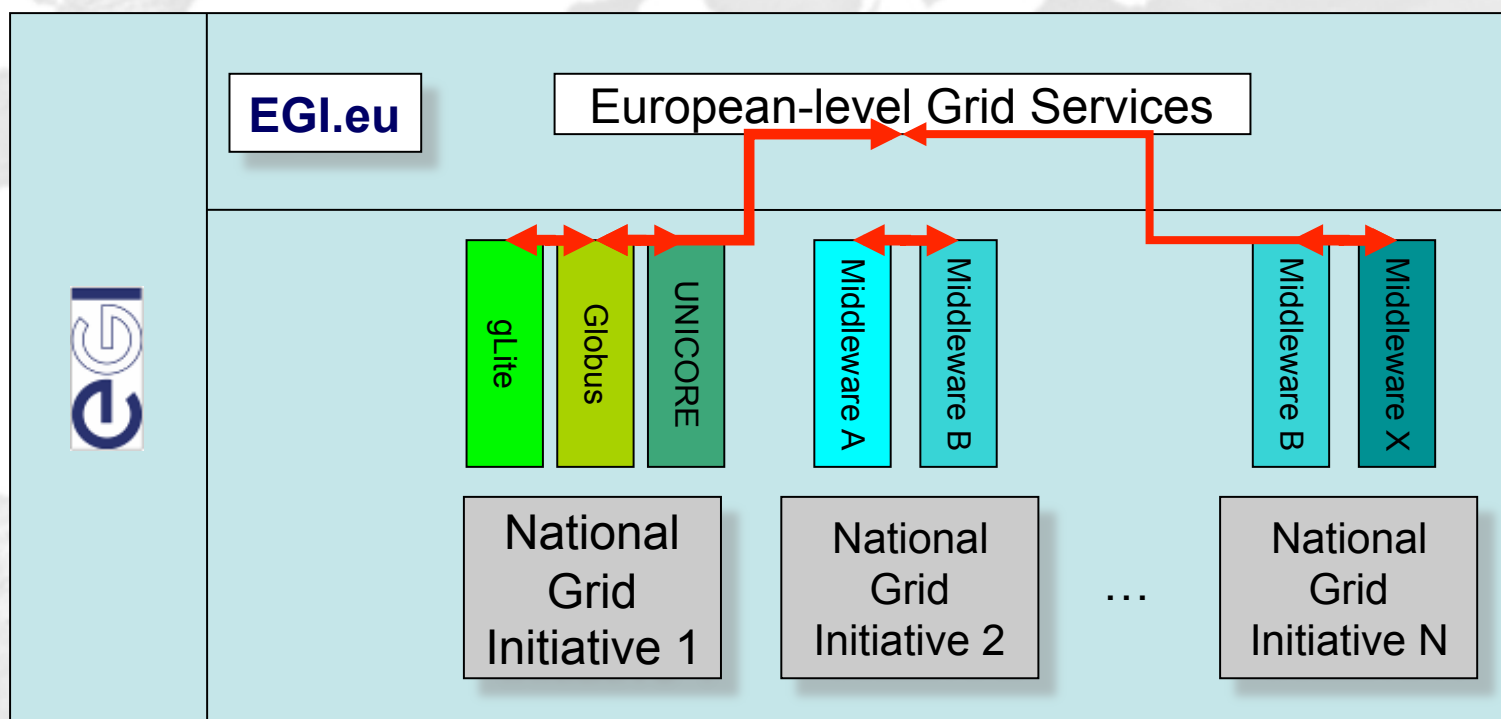 EGI.eu
European-level Grid Services
egi
gLite
Globus
UNICORE
Middleware A
Middleware B
Middleware B
Middleware X
National
Grid
Initiative 1
National
Grid
Initiative 2
...
National
Grid
Initiative N